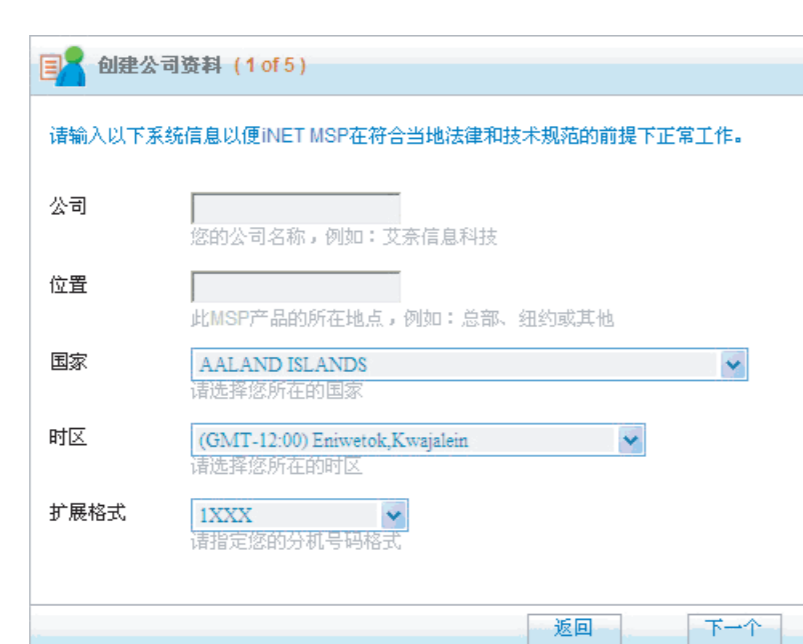 创建公司资料 ( 1 of 5 )
请输入以下系统信息以便iNET MSP在符合当地法律和技术规范的前提下正常工作。
公司
您的公司名称，例如：艾奈信息科技
位置
此MSP产品的所在地点，例如：总部、纽约或其他
国家
AALAND ISLANDS
请选择您所在的国家
时区
(GMT-12:00) Eniwetok,Kwajalein
请选择您所在的时区
扩展格式
1XXX
请指定您的分机号码格式
返回
下一个